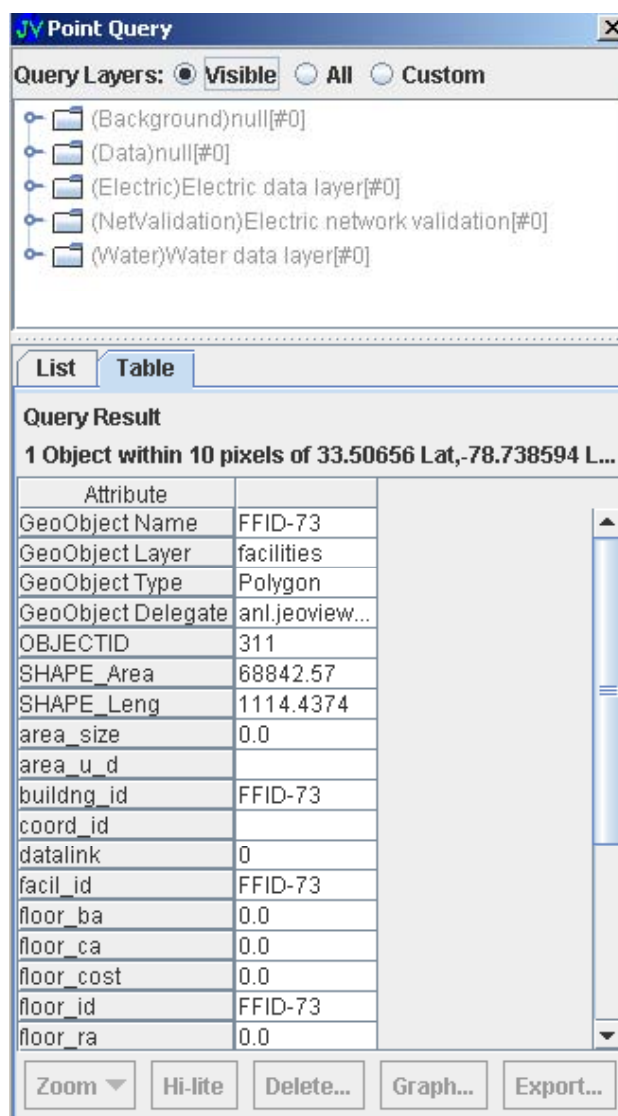 JV Point Query
Query Layers: Visible All Custom
(Background)null[#0]
(Data)null[#0]
(Electric)Electric data layer[#0]
(NetValidation)Electric network validation[#0]
(Water)Water data layer[#0]
List Table
Query Result
1 Object within 10 pixels of 33.50656 Lat,-78.738594 L...
Attribute
GeoObject Name FFID-73
GeoObject Layer facilities
GeoObject Type Polygon
GeoObject Delegate anl.jeoview...
OBJECTID 311
SHAPE_Area 68842.57
SHAPE_Leng 1114.4374
area_size 0.0
area_u_d
buildng_id FFID-73
coord_id
datalink 0
facil_id FFID-73
floor_ba 0.0
floor_ca 0.0
floor_cost 0.0
floor_id FFID-73
floor_ra 0.0
Zoom Hi-lite Delete... Graph... Export...